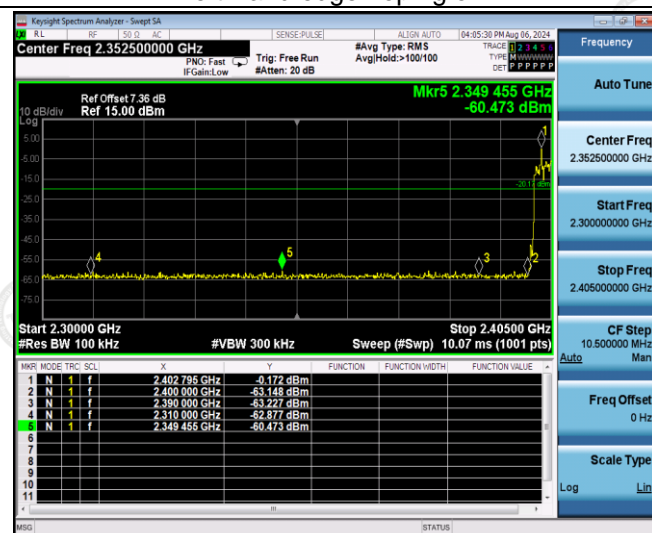 Keysight Spectrum Analyzer - Swept SA
RL RF 50 Ω AC SENSE:PULSE ALIGN AUTO 04:05:30 PM Aug 06, 2024
Center Freq 2.352500000 GHz #Avg Type: RMS TRACE 1 2 3 4 5 6
PNO: Fast Trig: Free Run Avg|Hold:>100/100 TYPE MWWWWW
IFGain:Low #Atten: 20 dB DET P P P P P P
Mkr5 2.349 455 GHz
-60.473 dBm
Ref Offset 7.36 dB
10 dB/div Ref 15.00 dBm
Log
1
5.00
-5.00
-15.0
-20.17 dBm
-25.0
-35.0
-45.0
-55.0
4 5 3 2
-65.0
-75.0
Start 2.30000 GHz Stop 2.40500 GHz
#Res BW 100 kHz #VBW 300 kHz Sweep (#Swp) 10.07 ms (1001 pts)
MKR MODE TRC SCL X Y FUNCTION FUNCTION WIDTH FUNCTION VALUE
1 N 1 f 2.402 795 GHz -0.172 dBm
2 N 1 f 2.400 000 GHz -63.148 dBm
3 N 1 f 2.390 000 GHz -63.227 dBm
4 N 1 f 2.310 000 GHz -62.877 dBm
5 N 1 f 2.349 455 GHz -60.473 dBm
6
7
8
9
10
11
MSG STATUS
Frequency
Auto Tune
Center Freq
2.352500000 GHz
Start Freq
2.300000000 GHz
Stop Freq
2.405000000 GHz
CF Step
10.500000 MHz
Auto Man
Freq Offset
0 Hz
Scale Type
Log Lin